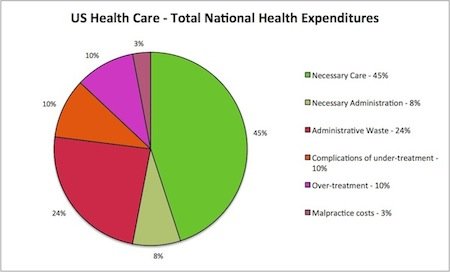 US Health Care - Total National Health Expenditures
3%
10%
10%
24%
8%
45%
Necessary Care - 45%
Necessary Administration - 8%
Administrative Waste - 24%
Complications of under-treatment -
10%
Over-treatment - 10%
Malpractice costs - 3%